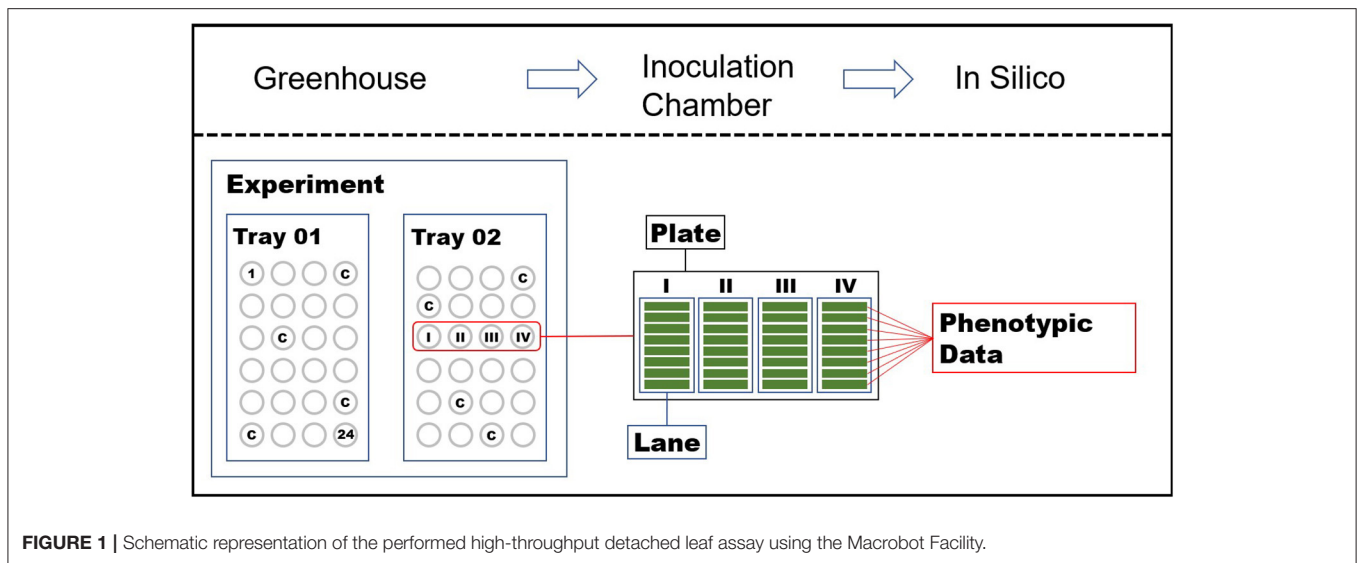 Greenhouse
Inoculation
Chamber
In Silico
Experiment
Tray 01
1 C
C
C
C 24
Tray 02
C
C
I II III IV
C
C
Plate
I II III IV
Lane
Phenotypic
Data
FIGURE 1 | Schematic representation of the performed high-throughput detached leaf assay using the Macrobot Facility.